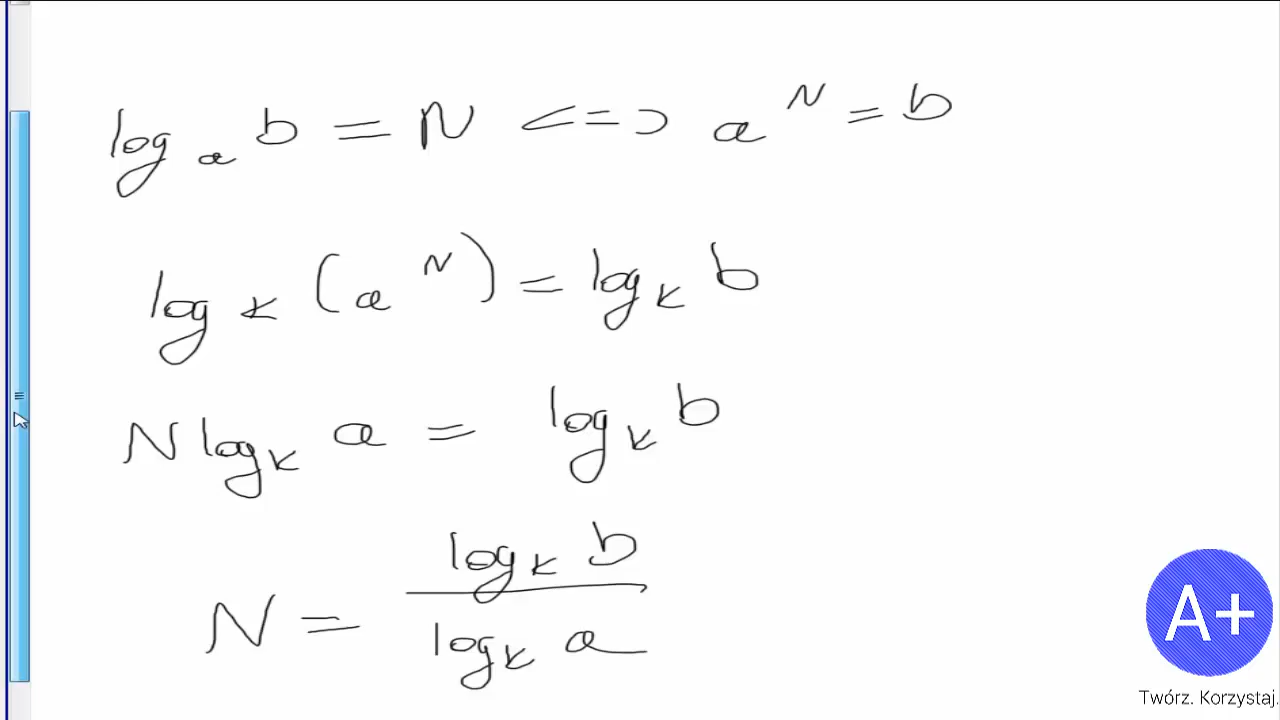 log_a b = N <=> a^N = b
log_k (a^N) = log_k b
N log_k a = log_k b
N = log_k b / log_k a
A+
Twórz. Korzystaj.